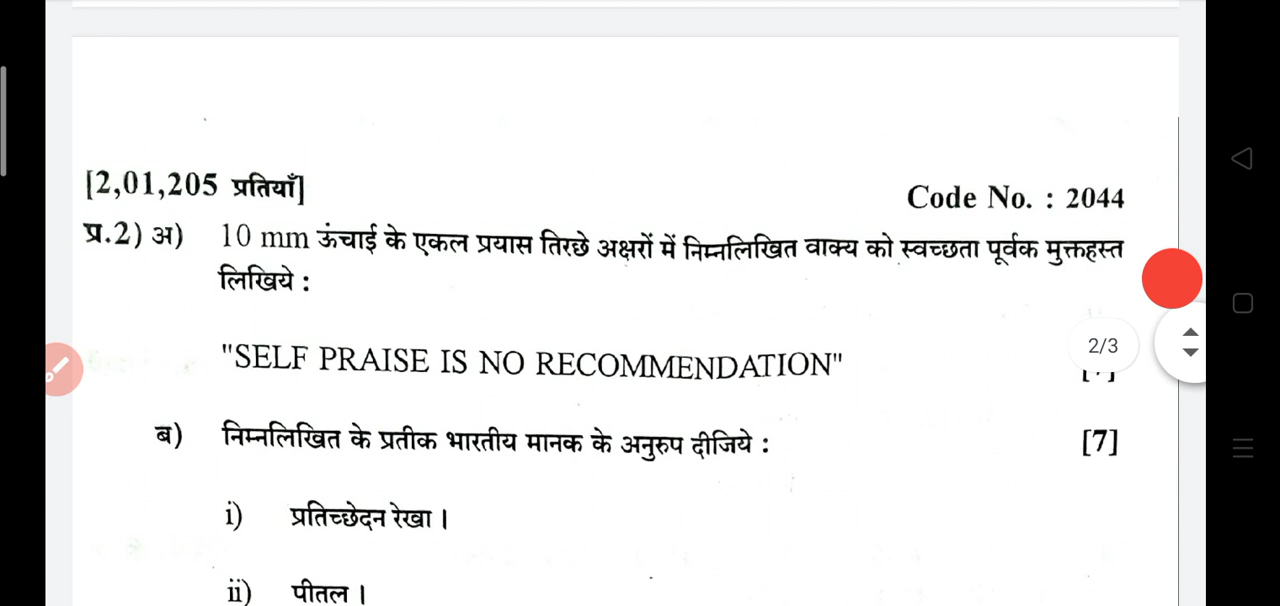 [2,01,205 प्रतियाँ]
Code No. : 2044
प्र.2) अ) 10 mm ऊंचाई के एकल प्रयास तिरछे अक्षरों में निम्नलिखित वाक्य को स्वच्छता पूर्वक मुक्तहस्त
लिखिये :
"SELF PRAISE IS NO RECOMMENDATION"
2/3
ब) निम्नलिखित के प्रतीक भारतीय मानक के अनुरुप दीजिये : [7]
i) प्रतिच्छेदन रेखा ।
ii) पीतल ।